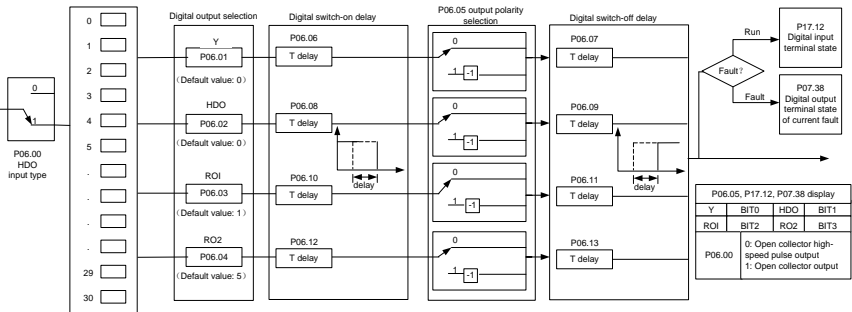 0
1
P06.00
HDO
input type
0
1
2
3
4
5
.
.
.
.
29
30
Digital output selection
Y
P06.01
(Default value: 0)
HDO
P06.02
(Default value: 0)
ROI
P06.03
(Default value: 1)
RO2
P06.04
(Default value: 5)
Digital switch-on delay
P06.06
T delay
P06.08
T delay
delay
P06.10
T delay
P06.12
T delay
P06.05 output polarity
selection
0
1
-1
0
1
-1
0
1
-1
0
1
-1
Digital switch-off delay
P06.07
T delay
P06.09
T delay
delay
P06.11
T delay
P06.13
T delay
Run
Fault?
Fault
P17.12
Digital input
terminal state
P07.38
Digital output
terminal state
of current fault
P06.05, P17.12, P07.38 display
Y BIT0 HDO BIT1
ROI BIT2 RO2 BIT3
P06.00
0: Open collector high-
speed pulse output
1: Open collector output